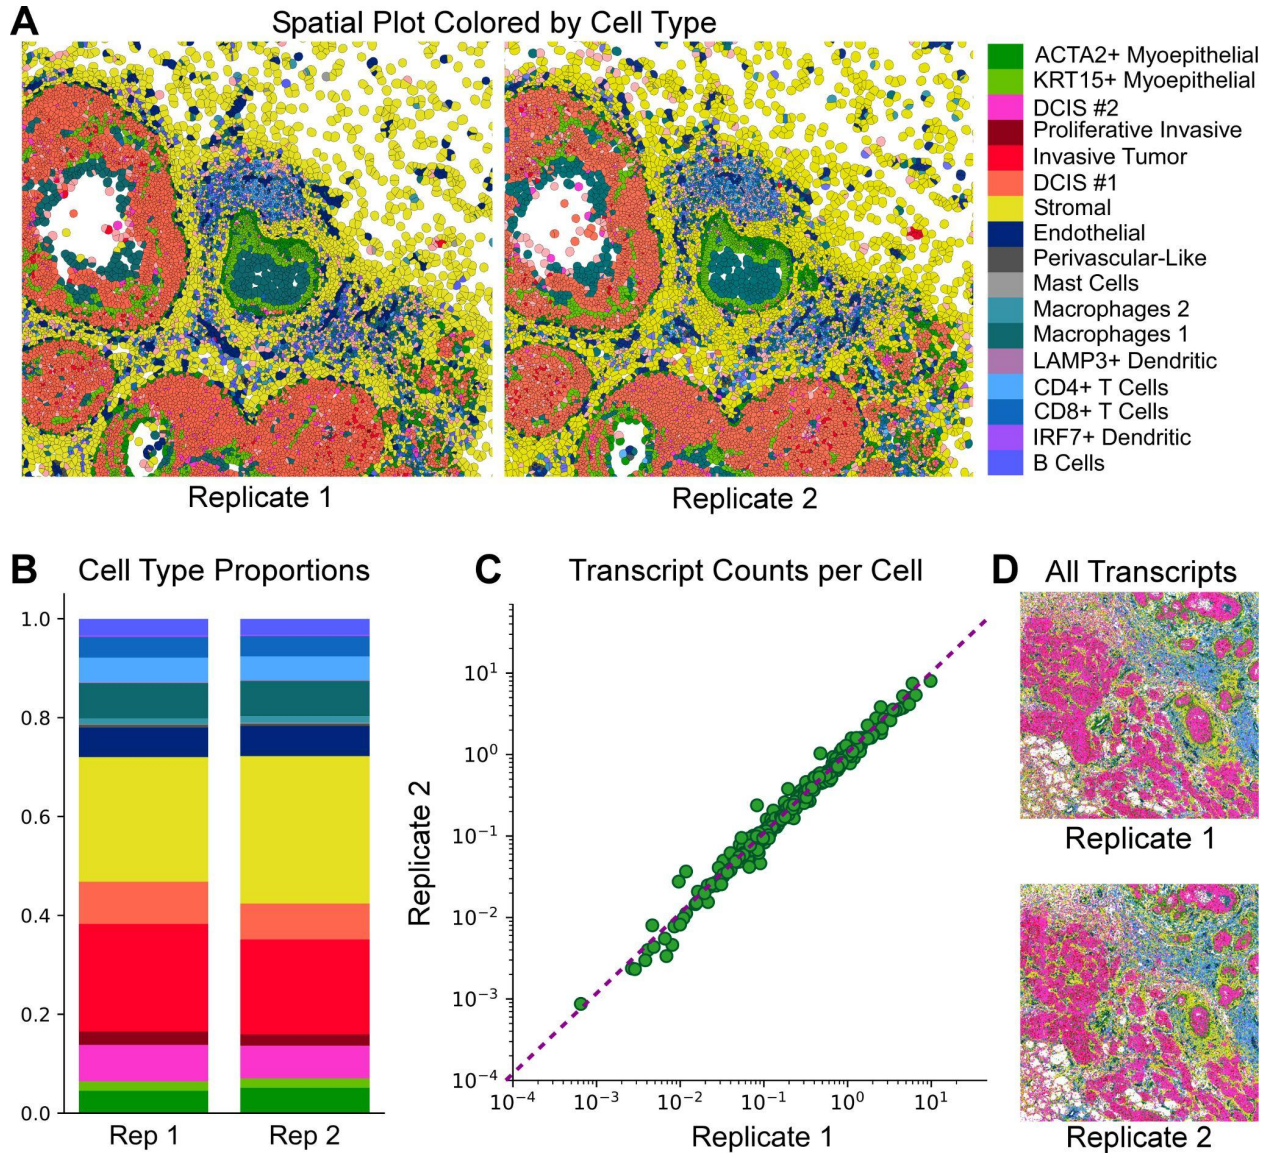 A
Spatial Plot Colored by Cell Type
ACTA2+ Myoepithelial
KRT15+ Myoepithelial
DCIS #2
Proliferative Invasive
Invasive Tumor
DCIS #1
Stromal
Endothelial
Perivascular-Like
Mast Cells
Macrophages 2
Macrophages 1
LAMP3+ Dendritic
CD4+ T Cells
CD8+ T Cells
IRF7+ Dendritic
B Cells
Replicate 1
Replicate 2
B
Cell Type Proportions
1.0
0.8
0.6
0.4
0.2
0.0
Rep 1
Rep 2
C
Transcript Counts per Cell
Replicate 2
10¹
10⁰
10⁻¹
10⁻²
10⁻³
10⁻⁴
10⁻⁴
10⁻³
10⁻²
10⁻¹
10⁰
10¹
Replicate 1
D
All Transcripts
Replicate 1
Replicate 2